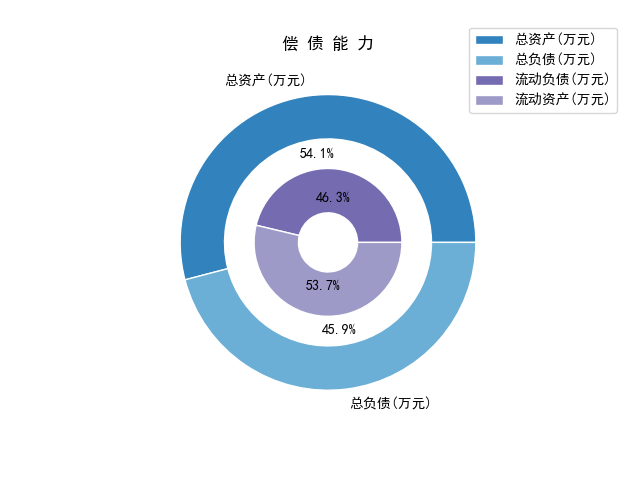 偿 债 能 力
总资产(万元)
总负债(万元)
流动负债(万元)
流动资产(万元)
总资产(万元)
54.1%
46.3%
53.7%
45.9%
总负债(万元)